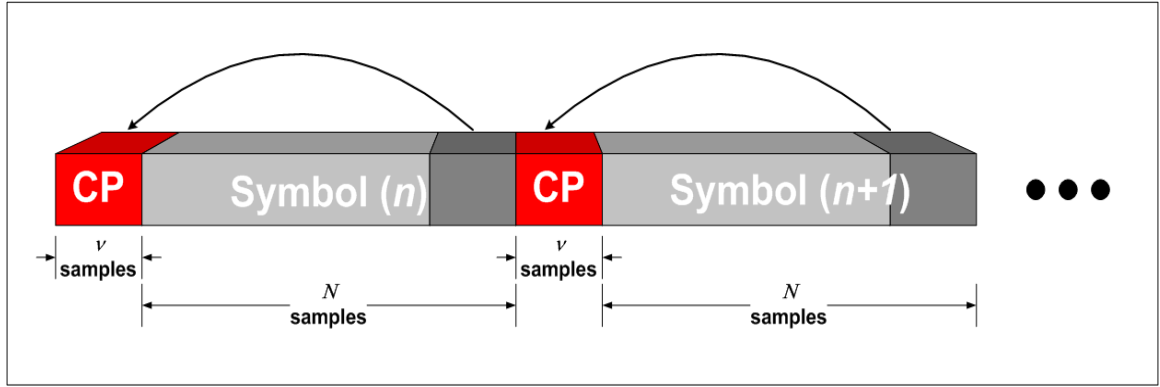 CP Symbol (n) CP Symbol (n+1)
ν ν
samples samples
N N
samples samples